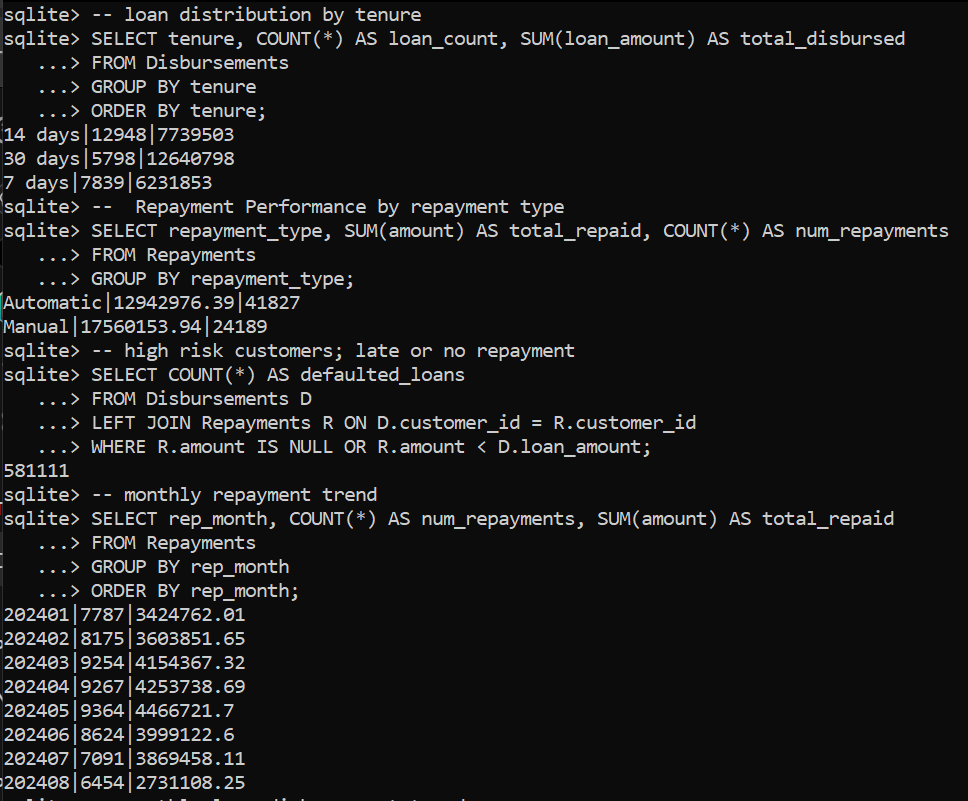 sqlite> -- loan distribution by tenure
sqlite> SELECT tenure, COUNT(*) AS loan_count, SUM(loan_amount) AS total_disbursed
   ...> FROM Disbursements
   ...> GROUP BY tenure
   ...> ORDER BY tenure;
14 days|12948|7739503
30 days|5798|12640798
7 days|7839|6231853
sqlite> --  Repayment Performance by repayment type
sqlite> SELECT repayment_type, SUM(amount) AS total_repaid, COUNT(*) AS num_repayments
   ...> FROM Repayments
   ...> GROUP BY repayment_type;
Automatic|12942976.39|41827
Manual|17560153.94|24189
sqlite> -- high risk customers; late or no repayment
sqlite> SELECT COUNT(*) AS defaulted_loans
   ...> FROM Disbursements D
   ...> LEFT JOIN Repayments R ON D.customer_id = R.customer_id
   ...> WHERE R.amount IS NULL OR R.amount < D.loan_amount;
581111
sqlite> -- monthly repayment trend
sqlite> SELECT rep_month, COUNT(*) AS num_repayments, SUM(amount) AS total_repaid
   ...> FROM Repayments
   ...> GROUP BY rep_month
   ...> ORDER BY rep_month;
202401|7787|3424762.01
202402|8175|3603851.65
202403|9254|4154367.32
202404|9267|4253738.69
202405|9364|4466721.7
202406|8624|3999122.6
202407|7091|3869458.11
202408|6454|2731108.25